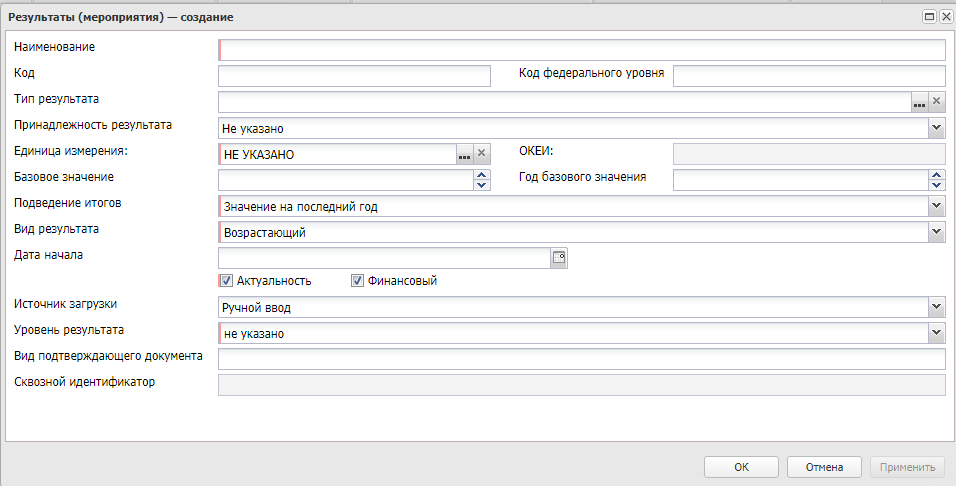 Результаты (мероприятия) — создание
Наименование
Код Код федерального уровня
Тип результата ...
Принадлежность результата Не указано
Единица измерения: НЕ УКАЗАНО ... ОКЕИ:
Базовое значение Год базового значения
Подведение итогов Значение на последний год
Вид результата Возрастающий
Дата начала
Актуальность Финансовый
Источник загрузки Ручной ввод
Уровень результата не указано
Вид подтверждающего документа
Сквозной идентификатор
ОК Отмена Применить